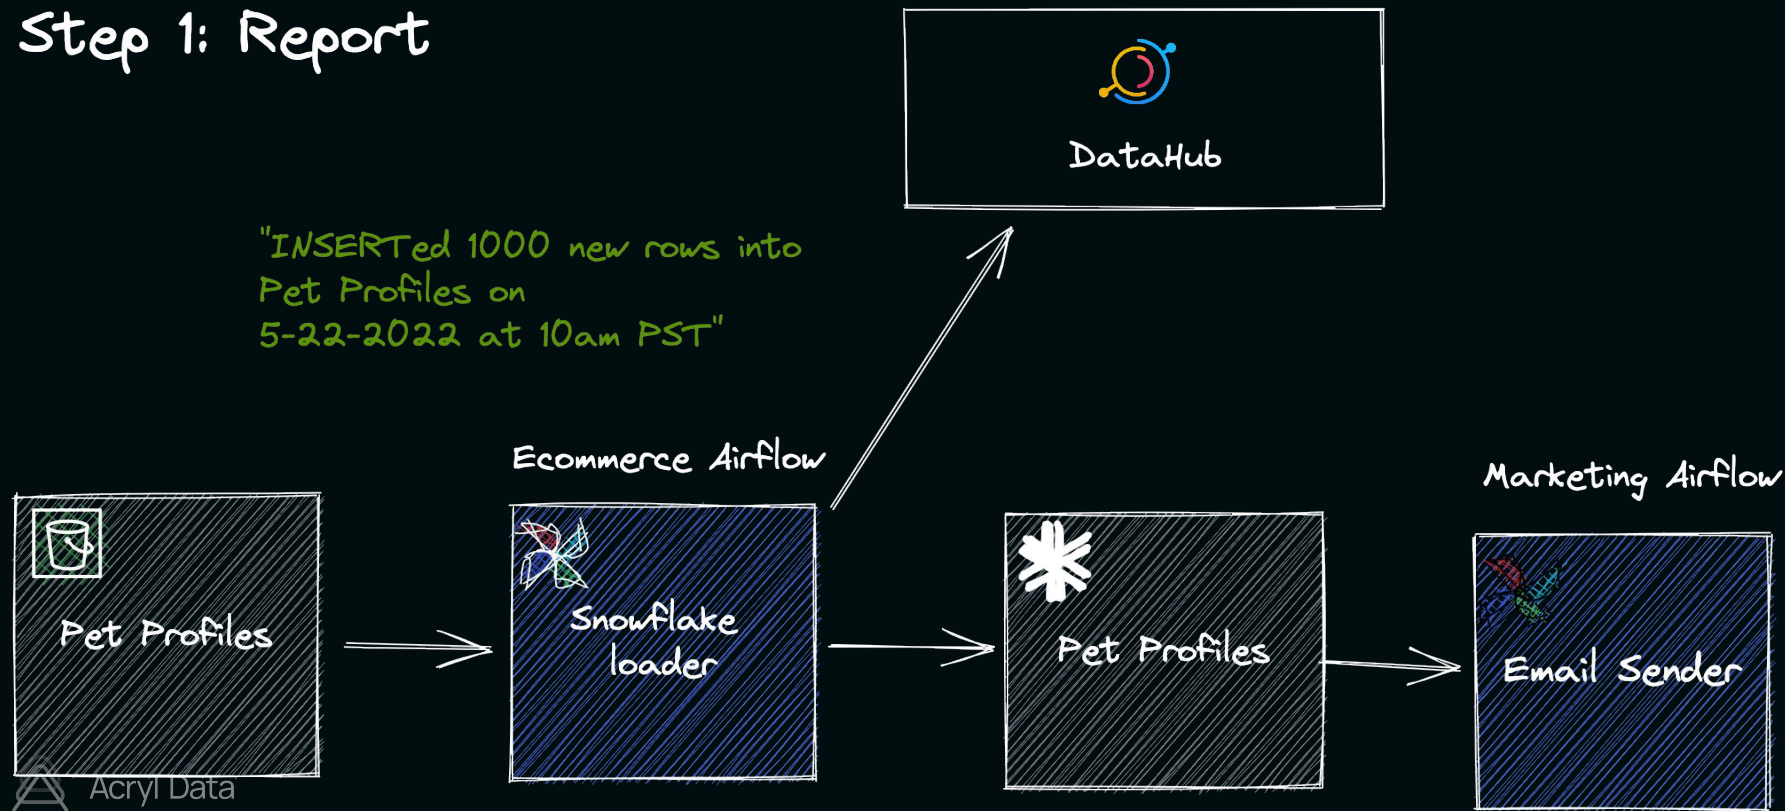 Step 1: Report
DataHub
"INSERTed 1000 new rows into
Pet Profiles on
5-22-2022 at 10am PST"
Ecommerce Airflow
Marketing Airflow
Pet Profiles
Snowflake
loader
Pet Profiles
Email Sender
Acryl Data